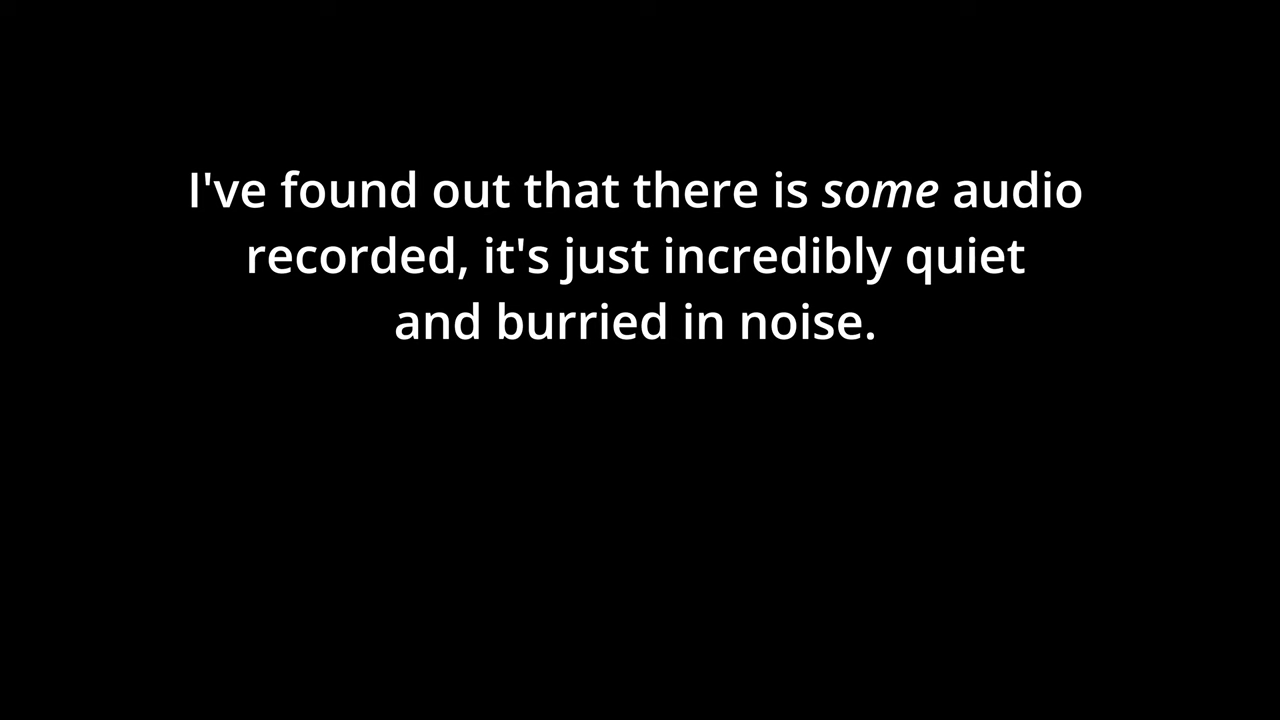 I've found out that there is some audio
recorded, it's just incredibly quiet
and burried in noise.